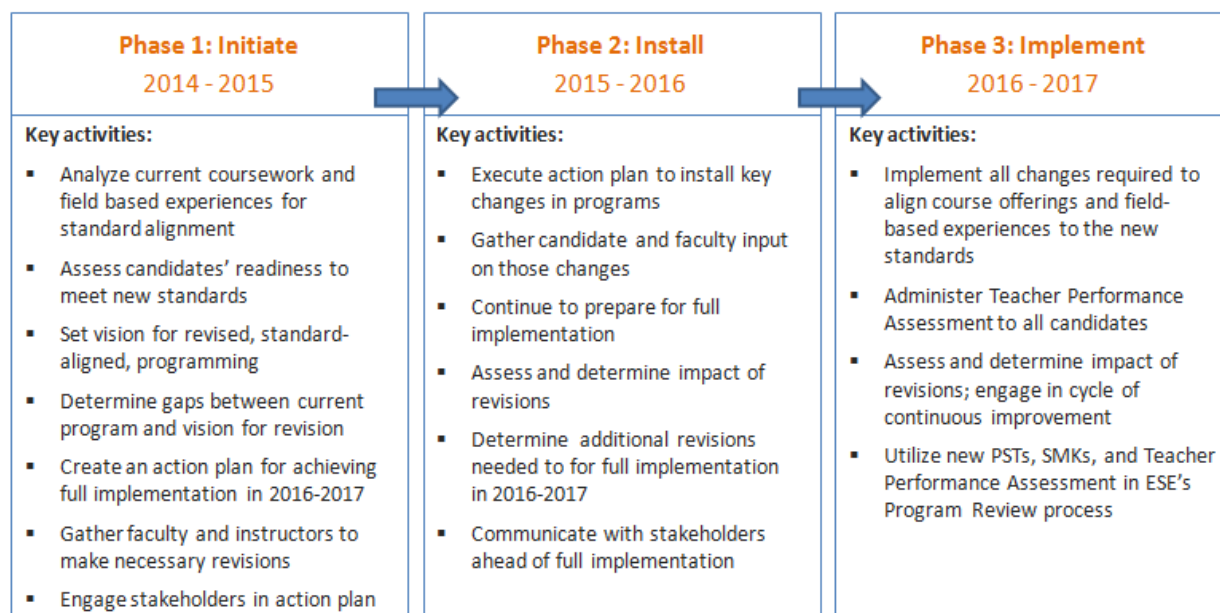 Phase 1: Initiate
2014 - 2015
Key activities:
▪ Analyze current coursework and
field based experiences for
standard alignment
▪ Assess candidates' readiness to
meet new standards
▪ Set vision for revised, standard-
aligned, programming
▪ Determine gaps between current
program and vision for revision
▪ Create an action plan for achieving
full implementation in 2016-2017
▪ Gather faculty and instructors to
make necessary revisions
▪ Engage stakeholders in action plan
Phase 2: Install
2015 - 2016
Key activities:
▪ Execute action plan to install key
changes in programs
▪ Gather candidate and faculty input
on those changes
▪ Continue to prepare for full
implementation
▪ Assess and determine impact of
revisions
▪ Determine additional revisions
needed to for full implementation
in 2016-2017
▪ Communicate with stakeholders
ahead of full implementation
Phase 3: Implement
2016 - 2017
Key activities:
▪ Implement all changes required to
align course offerings and field-
based experiences to the new
standards
▪ Administer Teacher Performance
Assessment to all candidates
▪ Assess and determine impact of
revisions; engage in cycle of
continuous improvement
▪ Utilize new PSTs, SMKs, and Teacher
Performance Assessment in ESE's
Program Review process